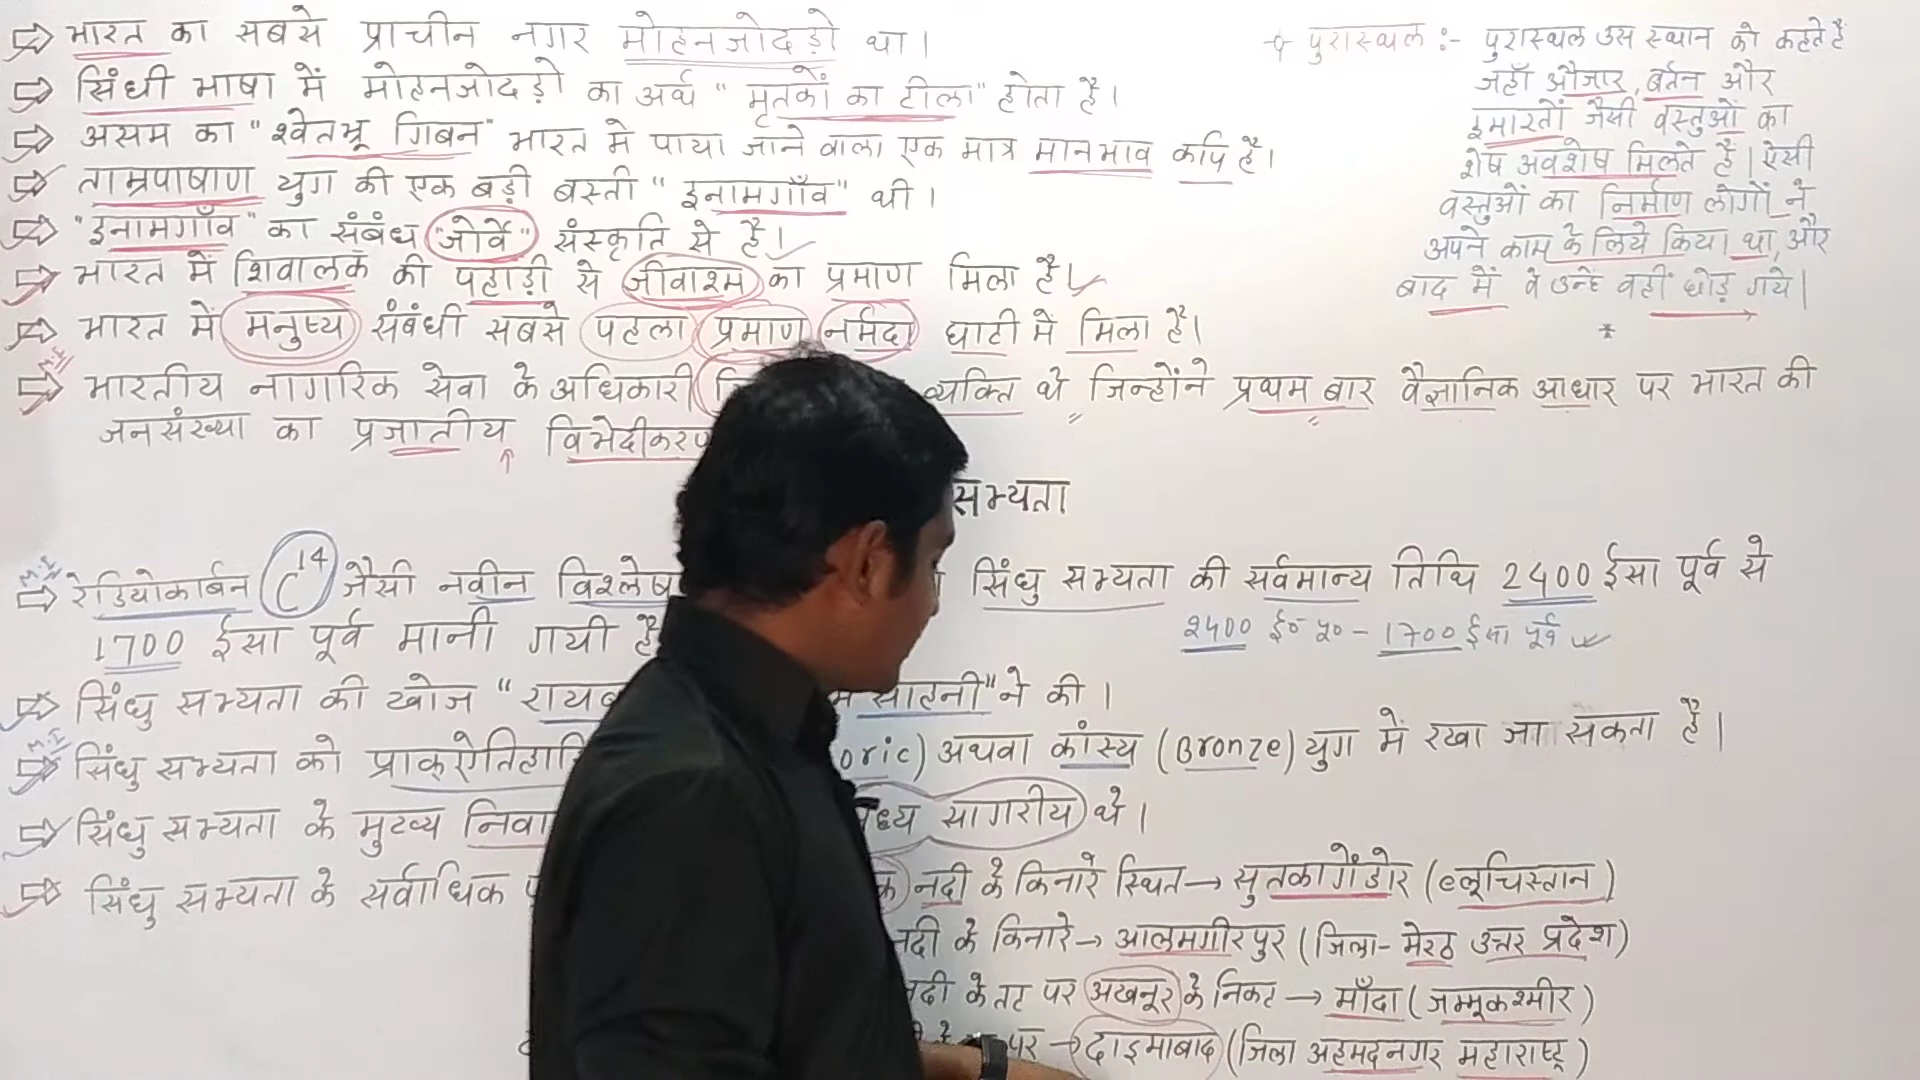 भारत का सबसे प्राचीन नगर मोहनजोदड़ो था।
सिंधी भाषा में मोहनजोदड़ो का अर्थ "मृतकों का टीला" होता है।
असम का "श्वेतभ्रू गिबन" भारत मे पाया जाने वाला एक मात्र मानभाव कपि है।
ताम्रपाषाण युग की एक बड़ी बस्ती "इनामगाँव" थी।
"इनामगाँव" का संबंध "जोर्वे" संस्कृति से है।
भारत में शिवालक की पहाड़ी से जीवाश्म का प्रमाण मिला है।
भारत में मनुष्य संबंधी सबसे पहला प्रमाण नर्मदा घाटी में मिला है।
M.I
भारतीय नागरिक सेवा के अधिकारी व्यक्ति थे जिन्होंने प्रथम बार वैज्ञानिक आधार पर भारत की
जनसंख्या का प्रजातीय विभेदीकरण
पुरास्थल :- पुरास्थल उस स्थान को कहते है
जहाँ औजार, बर्तन और
इमारतों जैसी वस्तुओं का
शेष अवशेष मिलते है। ऐसी
वस्तुओं का निर्माण लोगों ने
अपने काम के लिये किया था, और
बाद में वे उन्हे वहीं छोड़ गये।
*
सभ्यता
M.I
रेडियोकार्बन C14 जैसी नवीन सिंधु सभ्यता की सर्वमान्य तिथि 2400 ईसा पूर्व से
1700 ईसा पूर्व मानी गयी है
2400 ई० पू० - 1700 ईसा पूर्व
सिंधु सभ्यता की खोज " साहनी" ने की।
M.I
सिंधु सभ्यता को oric) अथवा कांस्य (Bronze) युग में रखा जा सकता है।
सिंधु सभ्यता के मुख्य सागरीय थे।
सिंधु सभ्यता के सर्वाधिक नदी के किनारे स्थित → सुतकागेंडोर (बलूचिस्तान)
नदी के किनारे → आलमगीरपुर (जिला- मेरठ उत्तर प्रदेश)
नदी के तट पर अखनूर के निकट → माँदा (जम्मूकश्मीर)
पर → दाइमाबाद (जिला अहमदनगर महाराष्ट्र)